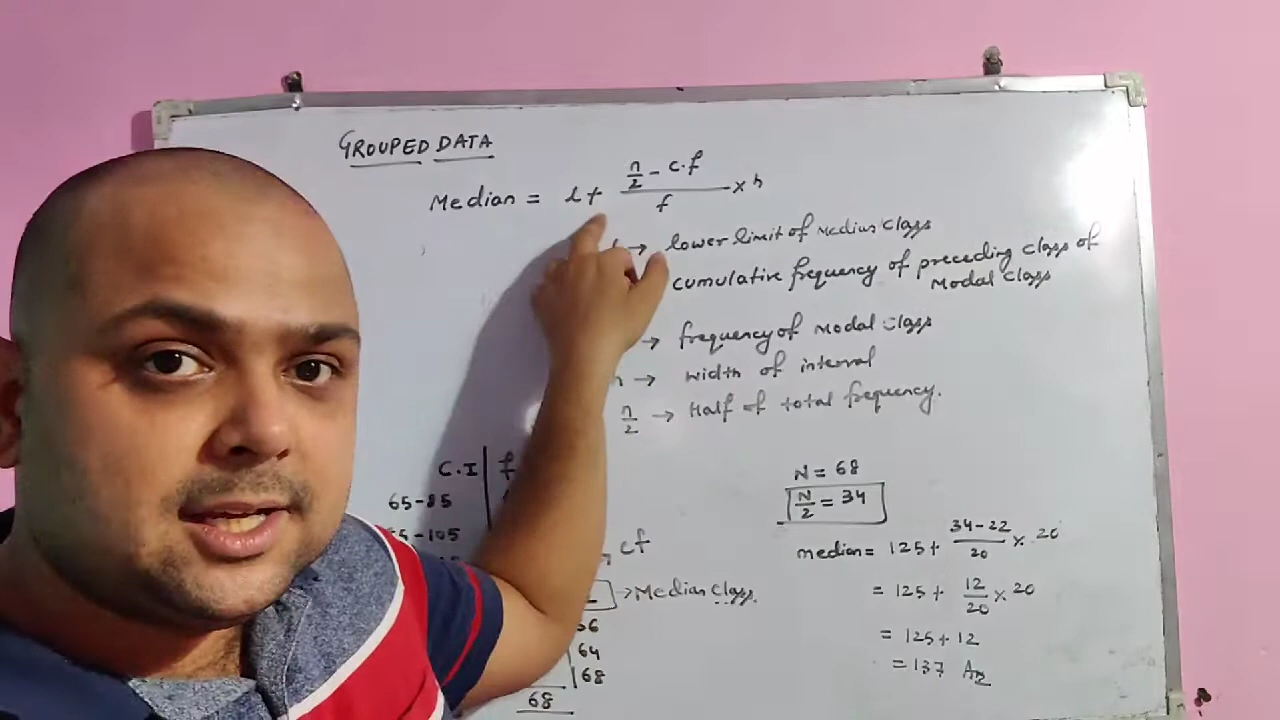 GROUPED DATA
Median = l + (n/2 - c.f)/f × h
→ lower limit of Median class
cumulative frequency of preceding class of
Modal class
→ frequency of Modal class
h → width of interval
n/2 → Half of total frequency.
C.I f
65-85
-105
cf
→ Median Class.
64
68
68
N = 68
N/2 = 34
median = 125 + (34-22)/20 × 20
= 125 + 12/20 × 20
= 125 + 12
= 137 Ans